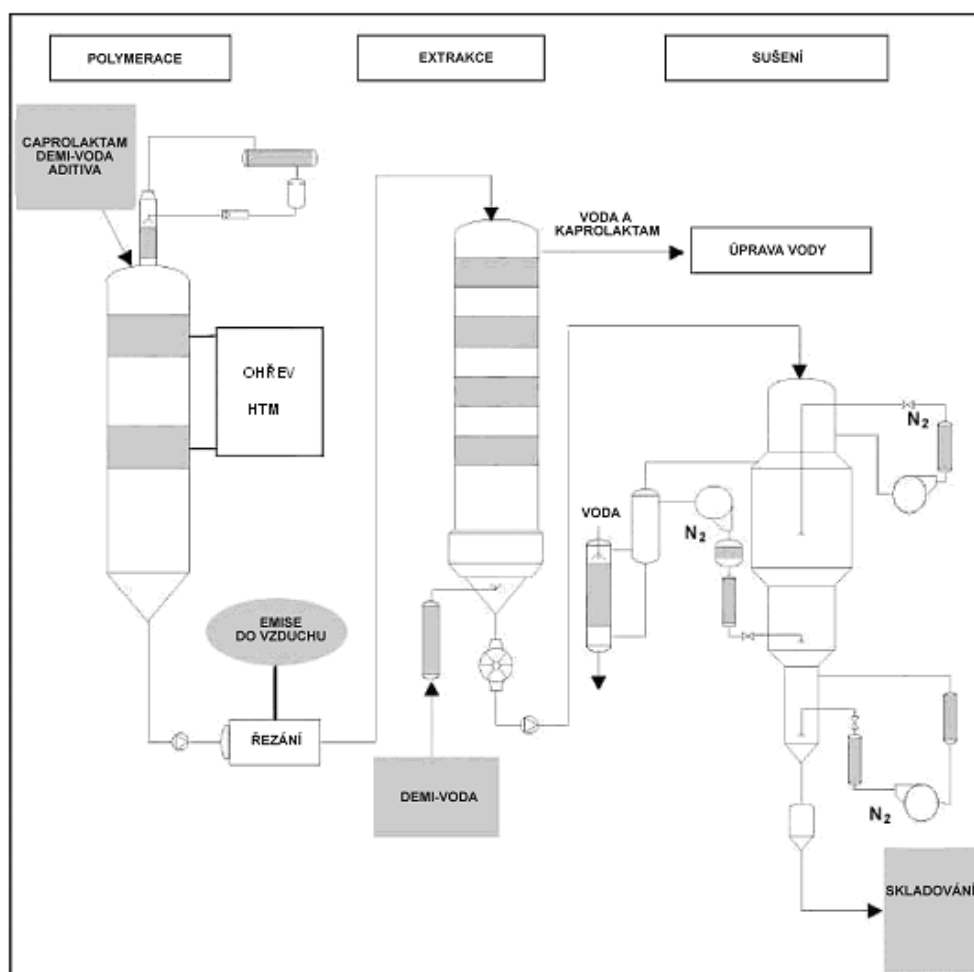 POLYMERACE
EXTRAKCE
SUŠENÍ
CAPROLAKTAM
DEMI-VODA
ADITIVA
VODA A
KAPROLAKTAM
ÚPRAVA VODY
OHŘEV
HTM
N2
VODA
N2
EMISE
DO VZDUCHU
ŘEZÁNÍ
DEMI-VODA
N2
SKLADOVÁNÍ